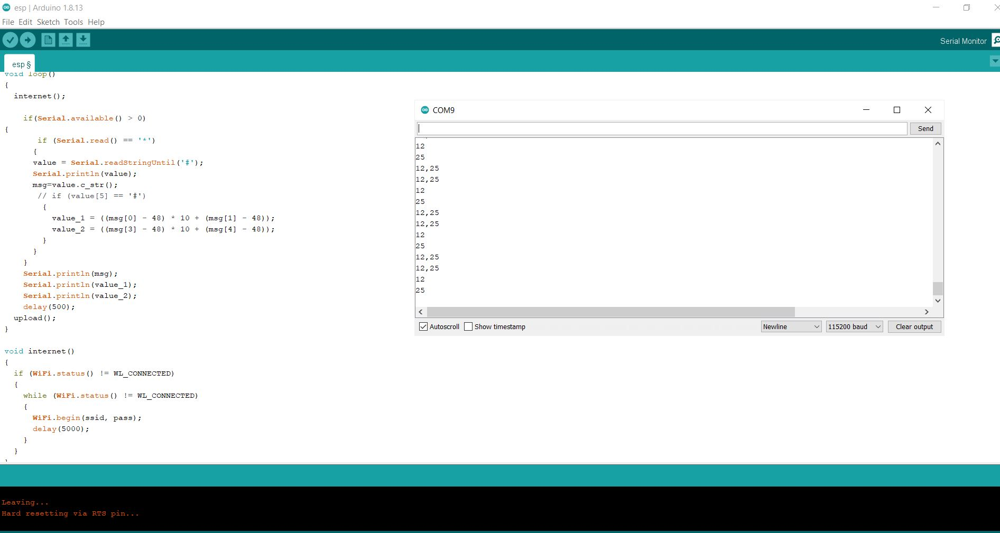 esp | Arduino 1.8.13
File Edit Sketch Tools Help
Serial Monitor
esp §
void loop()
{
internet();
if(Serial.available() > 0)
{
if (Serial.read() == '*')
{
value = Serial.readStringUntil('#');
Serial.println(value);
msg=value.c_str();
// if (value[5] == '#')
{
value_1 = ((msg[0] - 48) * 10 + (msg[1] - 48));
value_2 = ((msg[3] - 48) * 10 + (msg[4] - 48));
}
}
}
Serial.println(msg);
Serial.println(value_1);
Serial.println(value_2);
delay(500);
upload();
}
void internet()
{
if (WiFi.status() != WL_CONNECTED)
{
while (WiFi.status() != WL_CONNECTED)
{
WiFi.begin(ssid, pass);
delay(5000);
}
}
COM9
Send
12
25
12,25
12,25
12
25
12,25
12,25
12
25
12,25
12,25
12
25
Autoscroll Show timestamp Newline 115200 baud Clear output
Leaving...
Hard resetting via RTS pin...